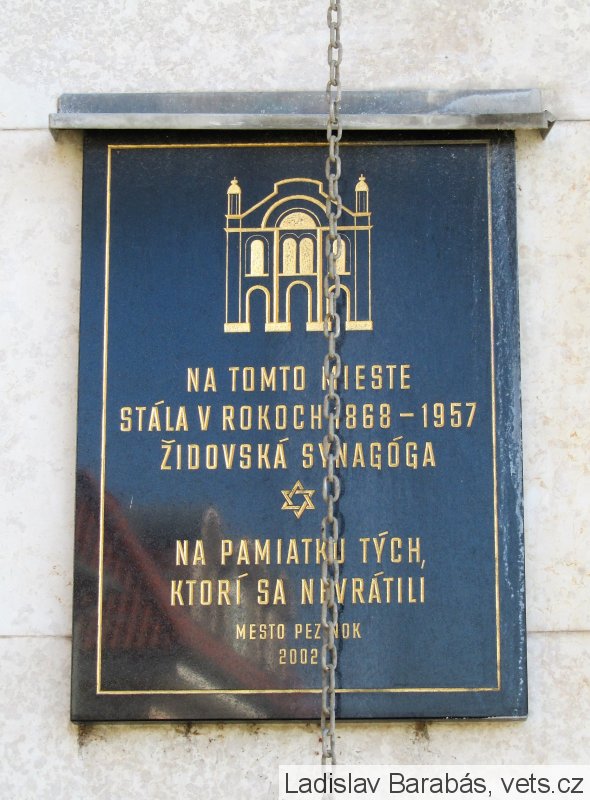 NA TOMTO MIESTE
STÁLA V ROKOCH 1868 – 1957
ŽIDOVSKÁ SYNAGÓGA
NA PAMIATKU TÝCH,
KTORÍ SA NEVRÁTILI
MESTO PEZINOK
2002
Ladislav Barabás, vets.cz